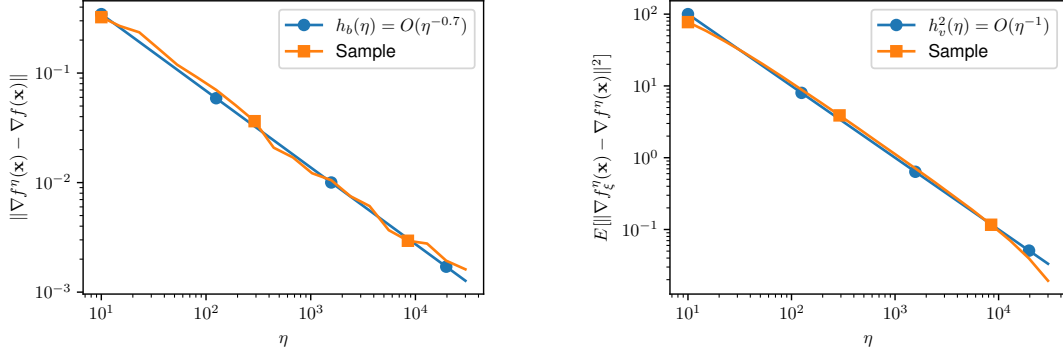 ‖∇f^η(x) − ∇f(x)‖
10^{-1}
10^{-2}
10^{-3}
h_b(η) = O(η^{-0.7})
Sample
10^1
10^2
10^3
10^4
η
E[‖∇f_ξ^η(x) − ∇f^η(x)‖^2]
10^2
10^1
10^0
10^{-1}
h_v^2(η) = O(η^{-1})
Sample
10^1
10^2
10^3
10^4
η